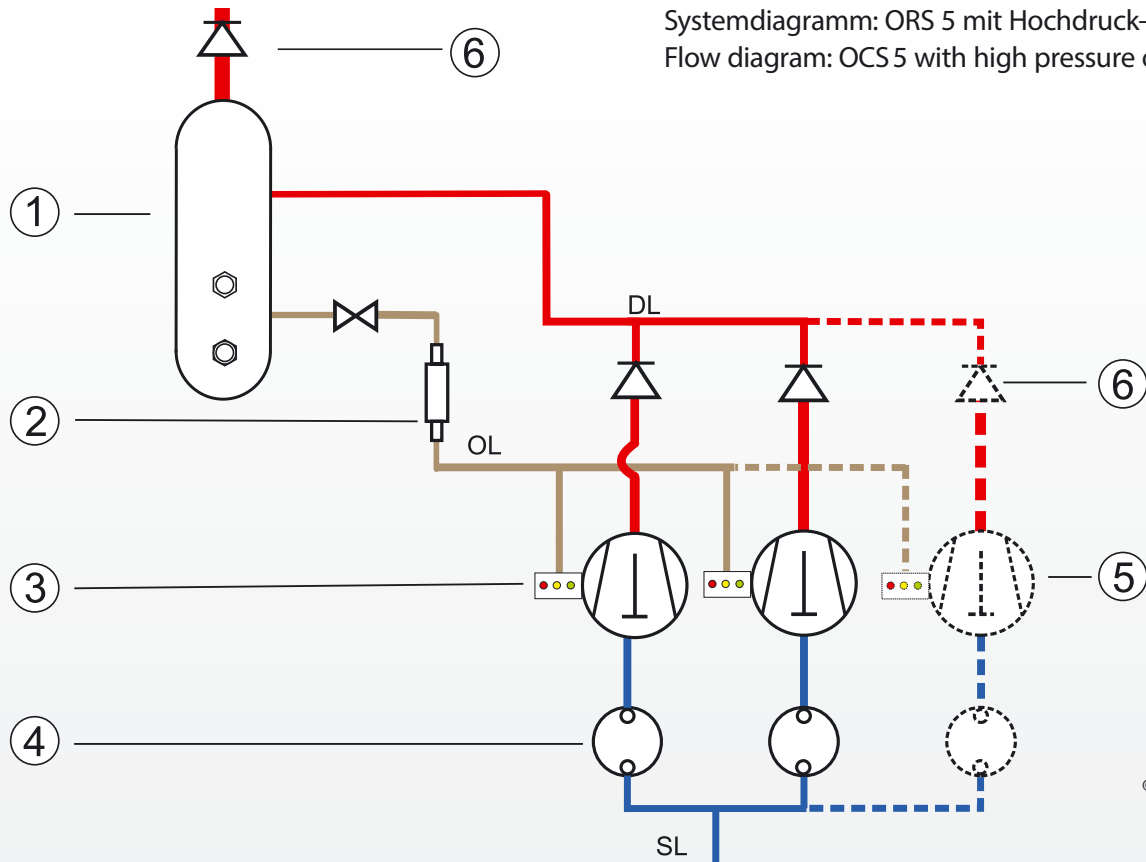 Systemdiagramm: ORS 5 mit Hochdruck-
Flow diagram: OCS 5 with high pressure
6
1
DL
6
2
OL
3
5
4
SL
©